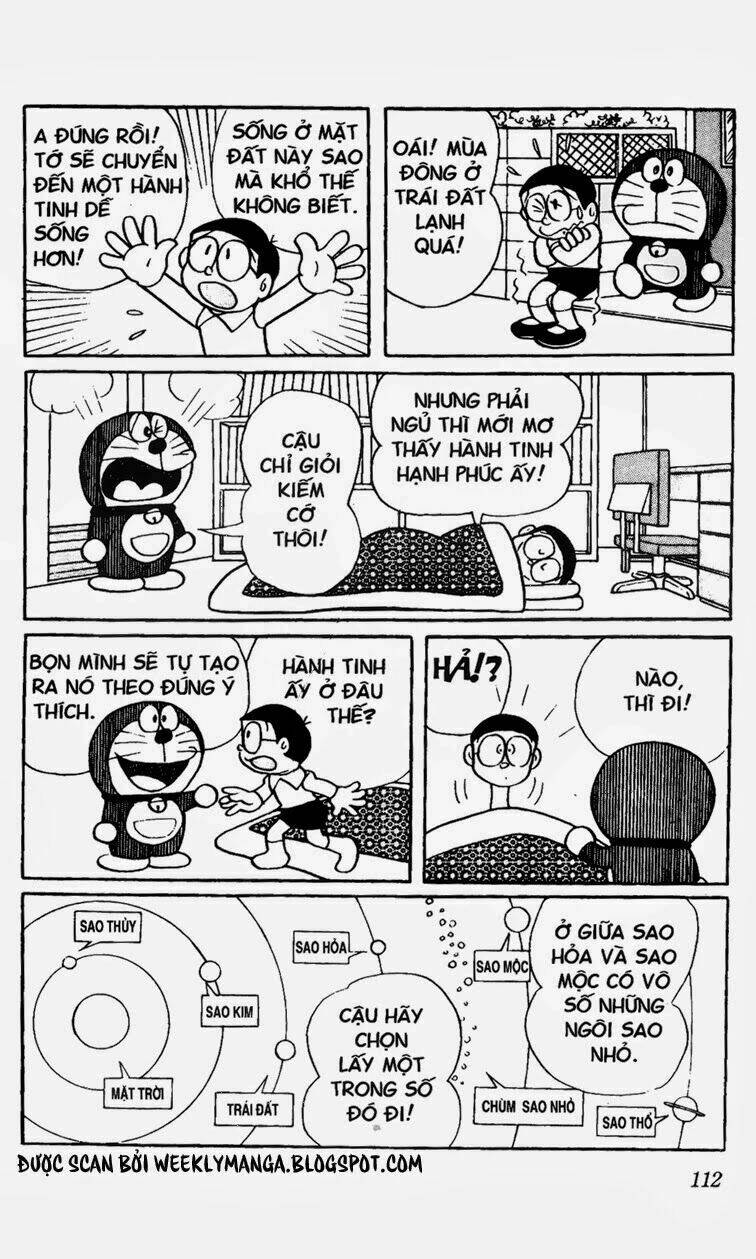 OÁI! MÙA
ĐÔNG Ở
TRÁI ĐẤT
LẠNH
QUÁ!
SỐNG Ở MẶT
ĐẤT NÀY SAO
MÀ KHỔ THẾ
KHÔNG BIẾT.
A ĐÚNG RỒI!
TỚ SẼ CHUYỂN
ĐẾN MỘT HÀNH
TINH DỄ
SỐNG
HƠN!
NHƯNG PHẢI
NGỦ THÌ MỚI MƠ
THẤY HÀNH TINH
HẠNH PHÚC ẤY!
CẬU
CHỈ GIỎI
KIẾM
CỚ
THÔI!
NÀO,
THÌ ĐI!
HẢ!?
HÀNH TINH
ẤY Ở ĐÂU
THẾ?
BỌN MÌNH SẼ TỰ TẠO
RA NÓ THEO ĐÚNG Ý
THÍCH.
Ở GIỮA SAO
HỎA VÀ SAO
MỘC CÓ VÔ
SỐ NHỮNG
NGÔI SAO
NHỎ.
CẬU HÃY
CHỌN
LẤY MỘT
TRONG SỐ
ĐÓ ĐI!
SAO THỔ
CHÙM SAO NHỎ
SAO MỘC
SAO HỎA
TRÁI ĐẤT
SAO KIM
SAO THỦY
MẶT TRỜI
ĐƯỢC SCAN BỞI WEEKLYMANGA.BLOGSPOT.COM
112